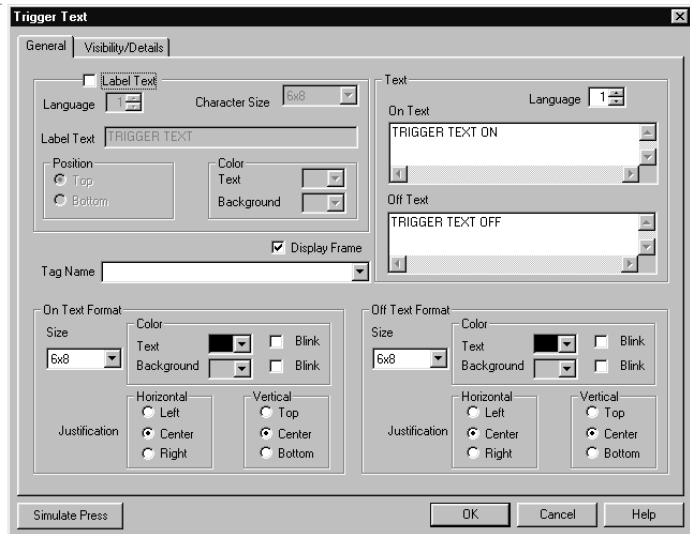 Trigger Text
General Visibility/Details
Label Text
Language 1 Character Size 6x8
Label Text TRIGGER TEXT
Position
Top
Bottom
Color
Text
Background
Display Frame
Tag Name
Text
Language 1
On Text
TRIGGER TEXT ON
Off Text
TRIGGER TEXT OFF
On Text Format
Size
6x8
Color
Text Blink
Background Blink
Justification
Horizontal
Left
Center
Right
Vertical
Top
Center
Bottom
Off Text Format
Size
6x8
Color
Text Blink
Background Blink
Justification
Horizontal
Left
Center
Right
Vertical
Top
Center
Bottom
Simulate Press OK Cancel Help